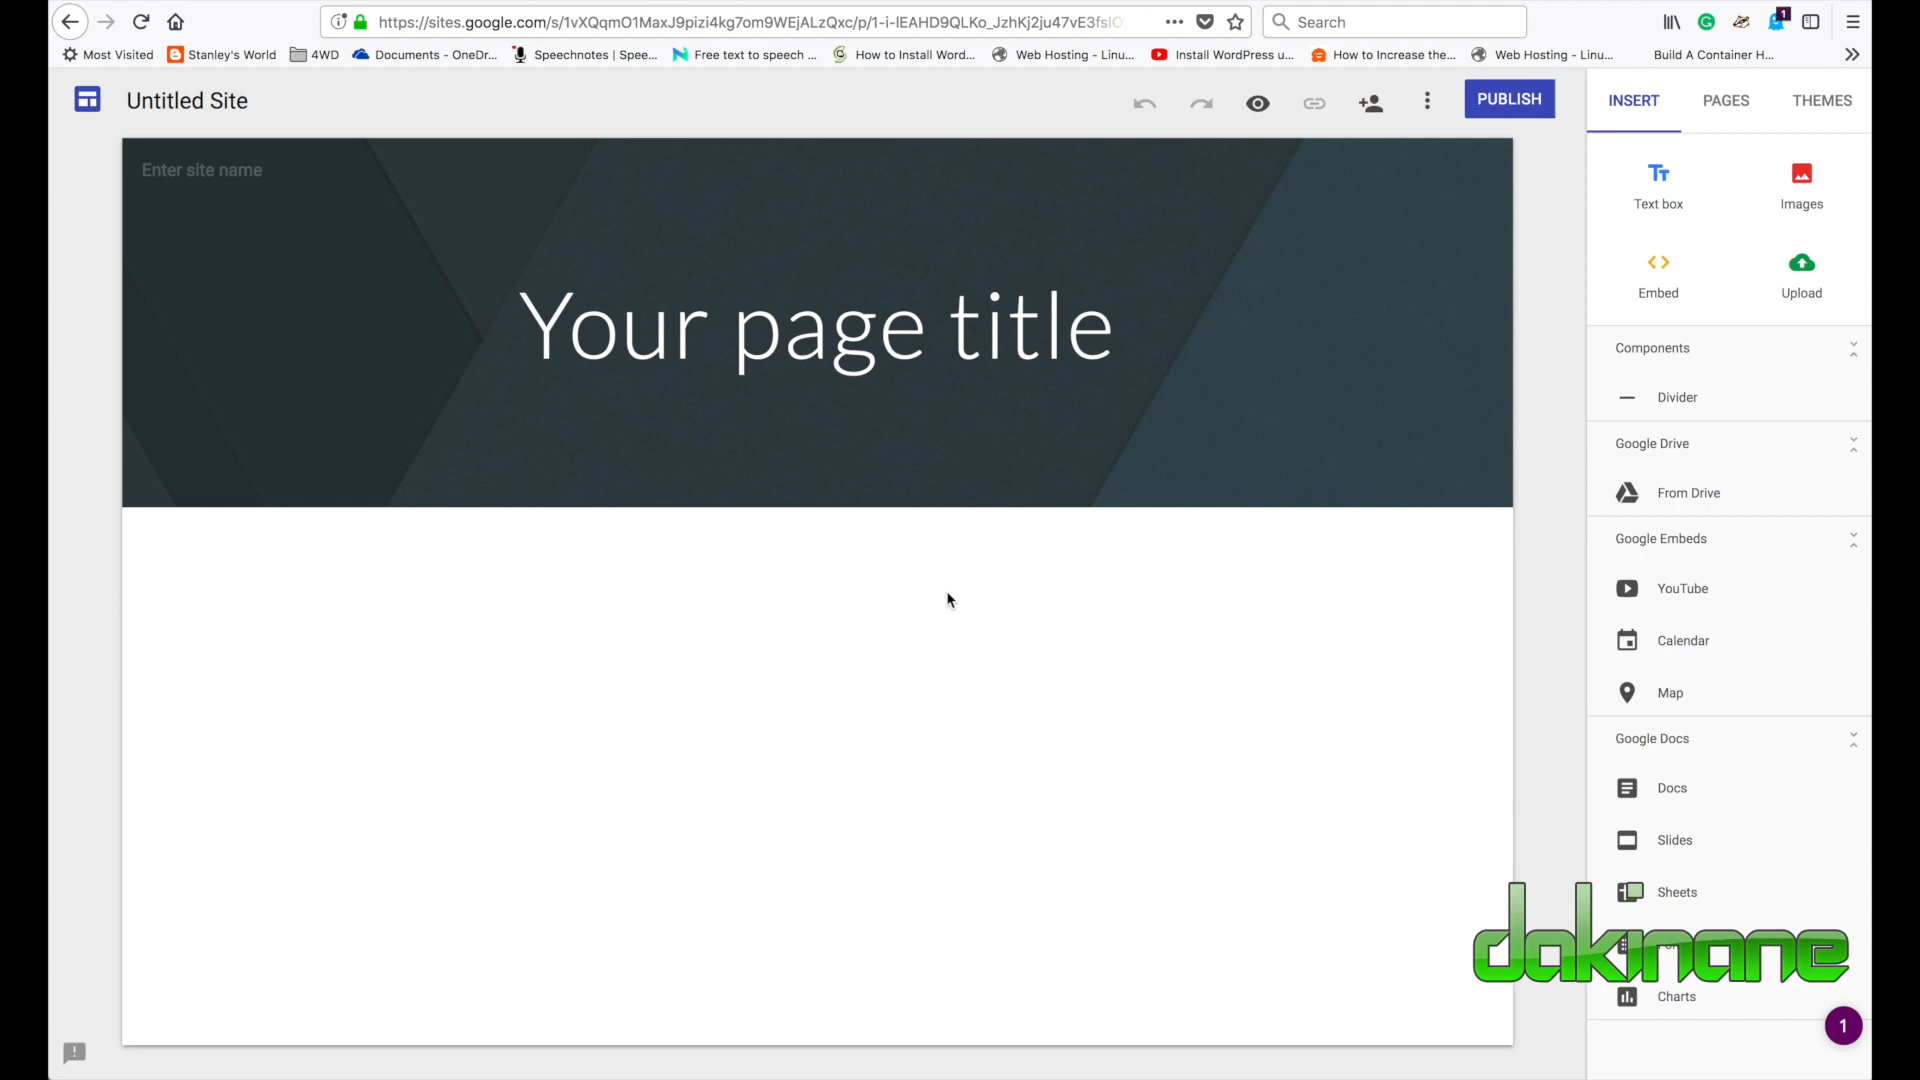 https://sites.google.com/s/1vXQqmO1MaxJ9pizi4kg7om9WEjALzQxc/p/1-i-lEAHD9QLKo_JzhKj2ju47vE3fslO
Search
1
Most Visited
Stanley's World
4WD
Documents - OneDr...
Speechnotes | Spee...
Free text to speech ...
How to Install Word...
Web Hosting - Linu...
Install WordPress u...
How to Increase the...
Web Hosting - Linu...
Build A Container H...
Untitled Site
PUBLISH
INSERT
PAGES
THEMES
Enter site name
Your page title
Text box
Images
Embed
Upload
Components
Divider
Google Drive
From Drive
Google Embeds
YouTube
Calendar
Map
Google Docs
Docs
Slides
Sheets
dakinane
Charts
1